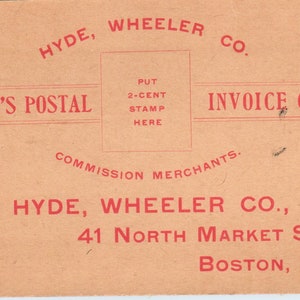 HYDE, WHEELER CO.
'S POSTAL INVOICE
PUT
2-CENT
STAMP
HERE
COMMISSION MERCHANTS.
HYDE, WHEELER CO.,
41 NORTH MARKET S
BOSTON,